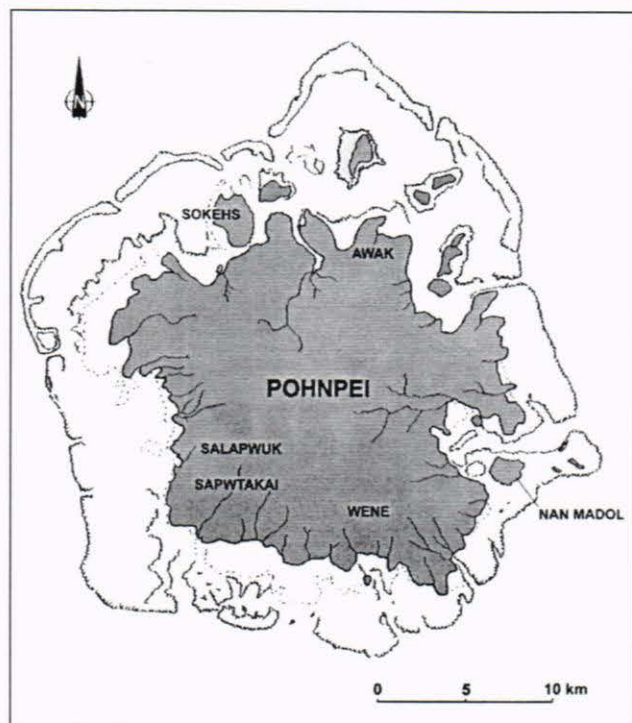 N
SOKEHS
AWAK
POHNPEI
SALAPWUK
SAPWTAKAI
WENE
NAN MADOL
0 5 10 km